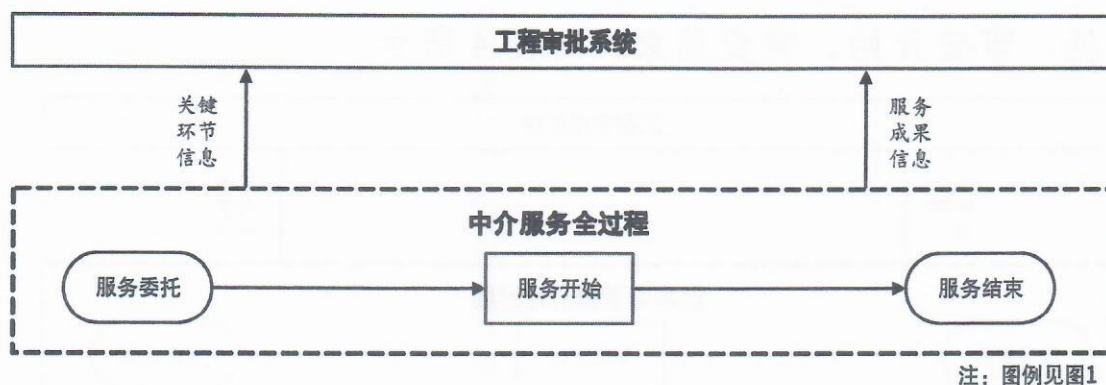 工程审批系统
关键
环节
信息
服务
成果
信息
中介服务全过程
服务委托
服务开始
服务结束
注：图例见图1